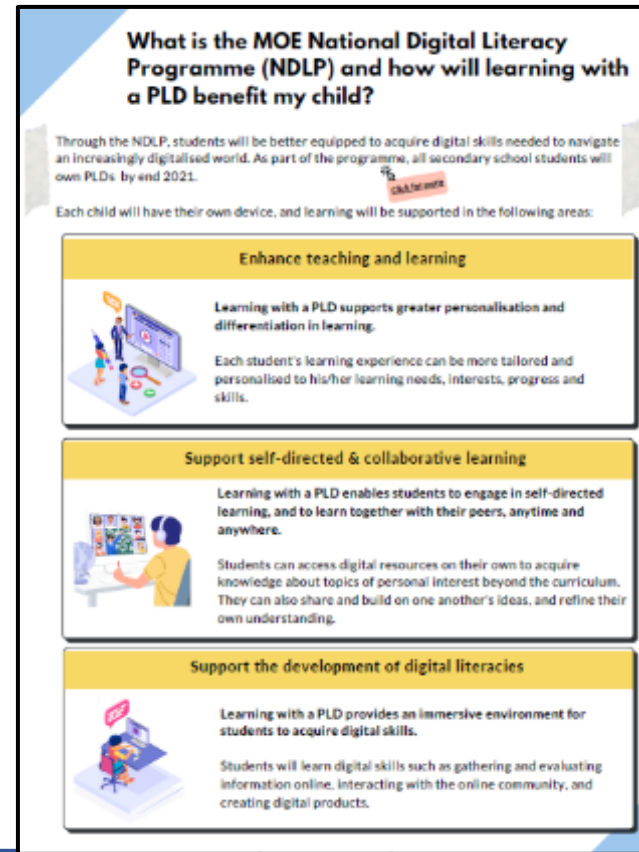 What is the MOE National Digital Literacy
Programme (NDLP) and how will learning with
a PLD benefit my child?
Through the NDLP, students will be better equipped to acquire digital skills needed to navigate
an increasingly digitalised world. As part of the programme, all secondary school students will
own PLDs by end 2021.
Each child will have their own device, and learning will be supported in the following areas:
Enhance teaching and learning
Learning with a PLD supports greater personalisation and
differentiation in learning.
Each student's learning experience can be more tailored and
personalised to his/her learning needs, interests, progress and
skills.
Support self-directed & collaborative learning
Learning with a PLD enables students to engage in self-directed
learning, and to learn together with their peers, anytime and
anywhere.
Students can access digital resources on their own to acquire
knowledge about topics of personal interest beyond the curriculum.
They can also share and build on one another's ideas, and refine their
own understanding.
Support the development of digital literacies
Learning with a PLD provides an immersive environment for
students to acquire digital skills.
Students will learn digital skills such as gathering and evaluating
information online, interacting with the online community, and
creating digital products.